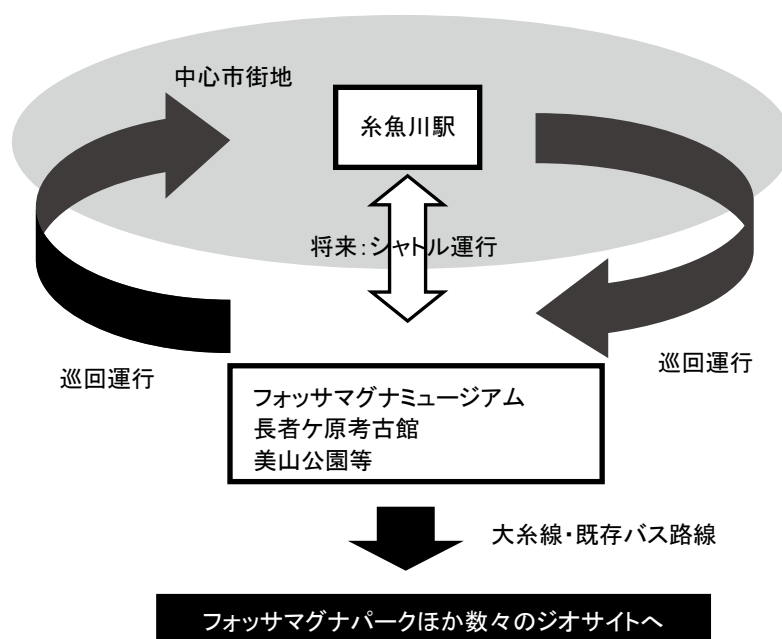 中心市街地
糸魚川駅
将来：シャトル運行
巡回運行
巡回運行
フォッサマグナミュージアム
長者ケ原考古館
美山公園等
大糸線・既存バス路線
フォッサマグナパークほか数々のジオサイトへ